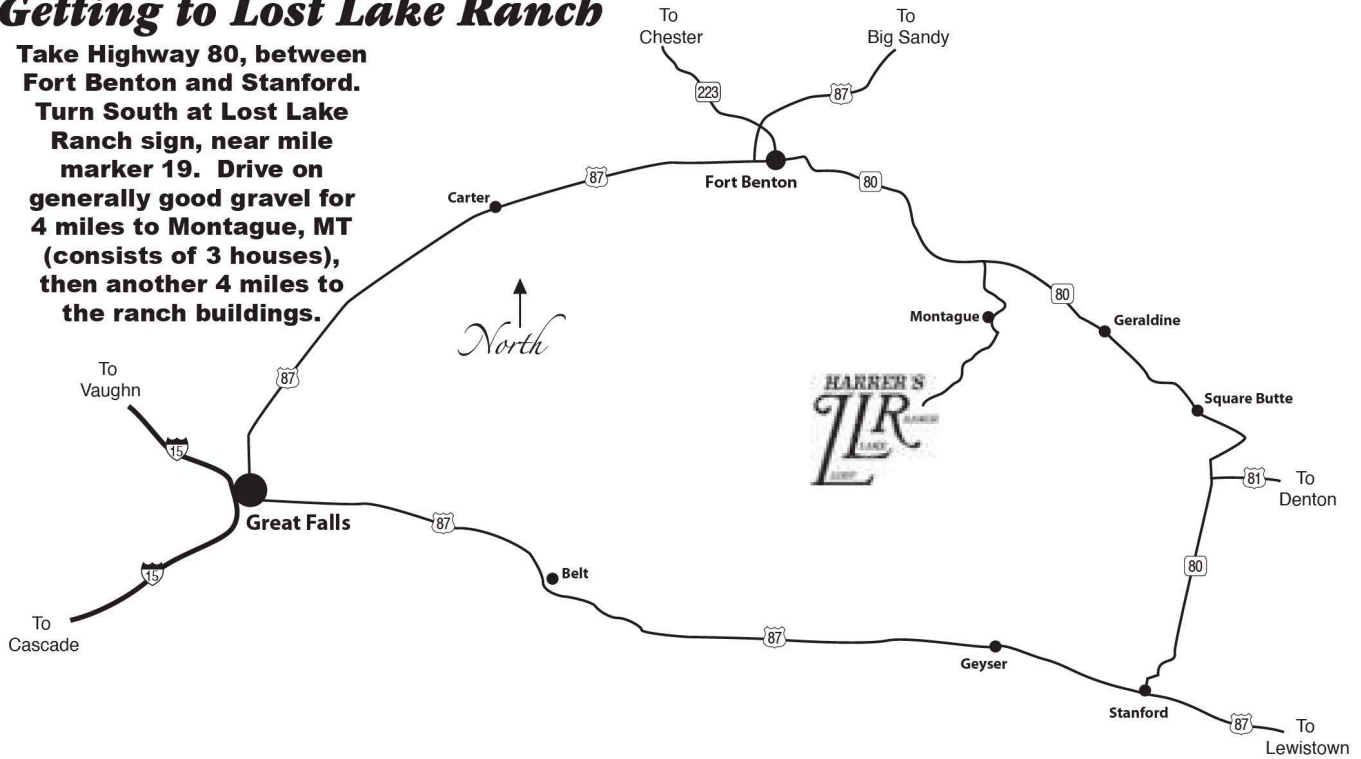 Getting to Lost Lake Ranch
Take Highway 80, between
Fort Benton and Stanford.
Turn South at Lost Lake
Ranch sign, near mile
marker 19.  Drive on
generally good gravel for
4 miles to Montague, MT
(consists of 3 houses),
then another 4 miles to
the ranch buildings.
To
Chester
To
Big Sandy
223
87
87
Fort Benton
80
Carter
80
Montague
Geraldine
North
To
Vaughn
87
HARRER'S
LLR
RANCH
LAKE
LOST
Square Butte
15
81
To
Denton
Great Falls
87
15
Belt
80
To
Cascade
87
Geyser
Stanford
87
To
Lewistown